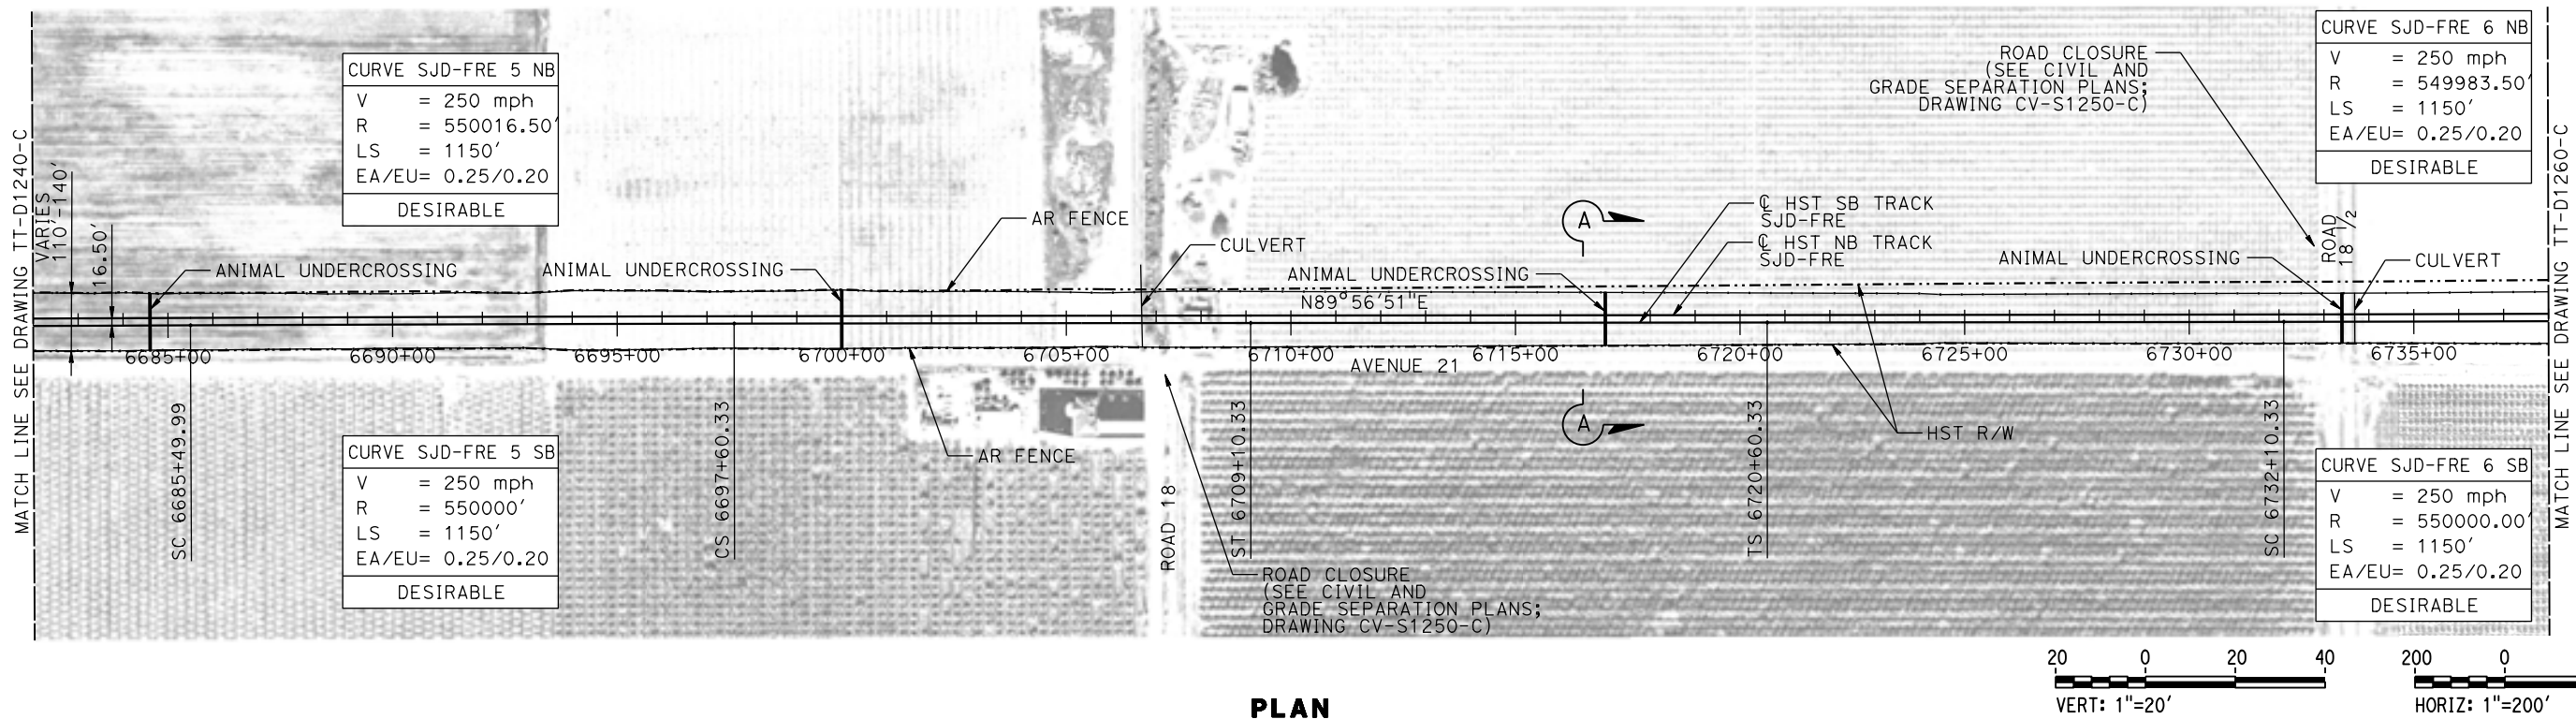 MATCH LINE SEE DRAWING TT-D1240-C
VARIES
110'-140'
16.50'
CURVE SJD-FRE 5 NB
V = 250 mph
R = 550016.50'
LS = 1150'
EA/EU= 0.25/0.20
DESIRABLE
ROAD CLOSURE
(SEE CIVIL AND
GRADE SEPARATION PLANS;
DRAWING CV-S1250-C)
CURVE SJD-FRE 6 NB
V = 250 mph
R = 549983.50'
LS = 1150'
EA/EU= 0.25/0.20
DESIRABLE
AR FENCE
CULVERT
A
℄ HST SB TRACK
SJD-FRE
℄ HST NB TRACK
SJD-FRE
ROAD
18 ½
ANIMAL UNDERCROSSING
ANIMAL UNDERCROSSING
ANIMAL UNDERCROSSING
ANIMAL UNDERCROSSING
CULVERT
N89°56'51"E
6685+00
6690+00
6695+00
6700+00
6705+00
6710+00
6715+00
6720+00
6725+00
6730+00
6735+00
AVENUE 21
SC 6685+49.99
CS 6697+60.33
ST 6709+10.33
TS 6720+60.33
SC 6732+10.33
A
HST R/W
AR FENCE
CURVE SJD-FRE 5 SB
V = 250 mph
R = 550000'
LS = 1150'
EA/EU= 0.25/0.20
DESIRABLE
ROAD 18
ROAD CLOSURE
(SEE CIVIL AND
GRADE SEPARATION PLANS;
DRAWING CV-S1250-C)
CURVE SJD-FRE 6 SB
V = 250 mph
R = 550000.00'
LS = 1150'
EA/EU= 0.25/0.20
DESIRABLE
MATCH LINE SEE DRAWING TT-D1260-C
20 0 20 40
VERT: 1"=20'
200 0
HORIZ: 1"=200'
PLAN